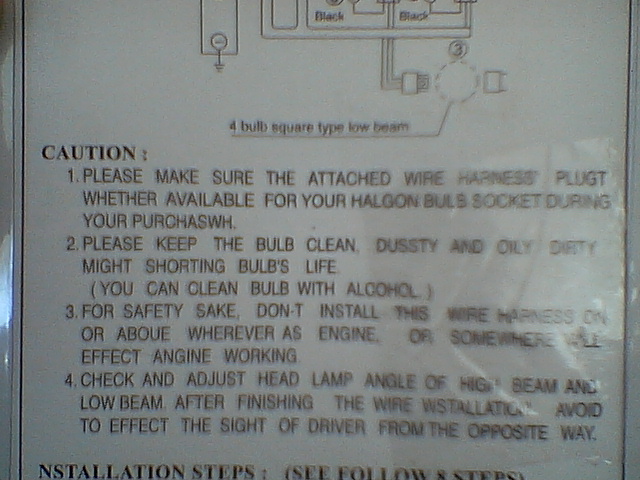 Black Black
3
4 bulb square type low beam
CAUTION :
1. PLEASE MAKE SURE THE ATTACHED WIRE HARNESS' PLUGT
WHETHER AVAILABLE FOR YOUR HALGON BULB SOCKET DURING
YOUR PURCHASWH.
2. PLEASE KEEP THE BULB CLEAN. DUSSTY AND OILY DIRTY
MIGHT SHORTING BULB'S LIFE
(YOU CAN CLEAN BULB WITH ALCOHOL.)
3. FOR SAFETY SAKE, DON-T INSTALL THIS WIRE HARNESS ON
OR ABOUE WHEREVER AS ENGINE, OR SOMEWHERE
EFFECT ANGINE WORKING
4. CHECK AND ADJUST HEAD LAMP ANGLE OF HIGH BEAM AND
LOW BEAM AFTER FINISHING THE WIRE WSTALLATION. AVOID
TO EFFECT THE SIGHT OF DRIVER FROM THE OPPOSITE WAY.
NSTALLATION STEPS : (SEE FOLLOW 8 STEPS)